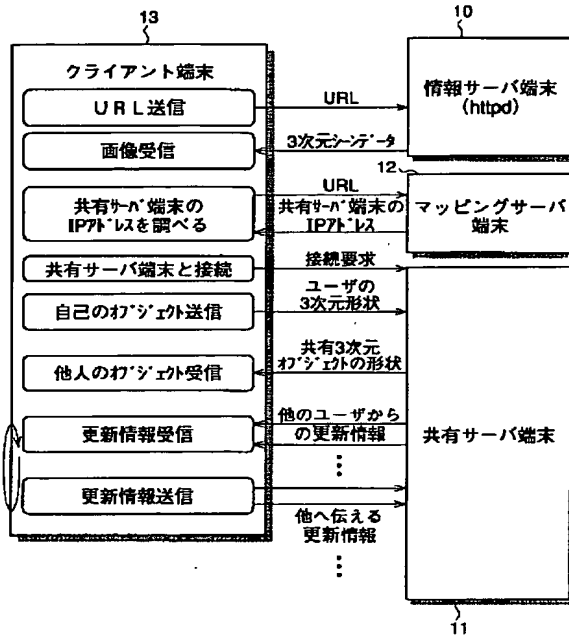 13
10
クライアント端末
URL送信
URL
情報サーバ端末
(httpd)
画像受信
3次元シーンデータ
共有サーバ端末の
IPアドレスを調べる
URL
共有サーバ端末の
IPアドレス
12
マッピングサーバ
端末
共有サーバ端末と接続
接続要求
自己のオブジェクト送信
ユーザの
3次元形状
他人のオブジェクト受信
共有3次元
オブジェクトの形状
更新情報受信
他のユーザから
の更新情報
共有サーバ端末
更新情報送信
他へ伝える
更新情報
11